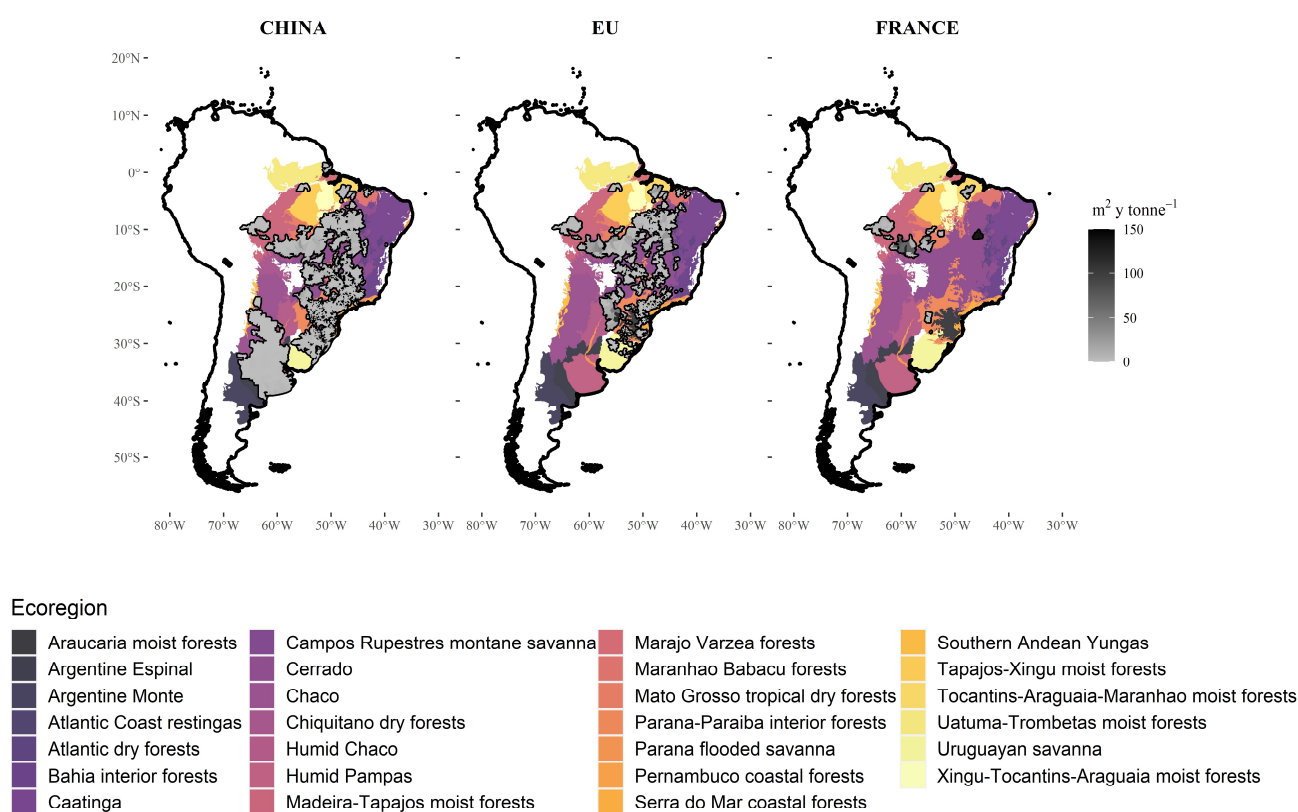 CHINA EU FRANCE
20°N
10°N
0°
10°S
20°S
30°S
40°S
50°S
80°W 70°W 60°W 50°W 40°W 30°W 80°W 70°W 60°W 50°W 40°W 30°W 80°W 70°W 60°W 50°W 40°W 30°W
m² y tonne⁻¹
150
100
50
0
Ecoregion
Araucaria moist forests
Argentine Espinal
Argentine Monte
Atlantic Coast restingas
Atlantic dry forests
Bahia interior forests
Caatinga
Campos Rupestres montane savanna
Cerrado
Chaco
Chiquitano dry forests
Humid Chaco
Humid Pampas
Madeira-Tapajos moist forests
Marajo Varzea forests
Maranhao Babacu forests
Mato Grosso tropical dry forests
Parana-Paraiba interior forests
Parana flooded savanna
Pernambuco coastal forests
Serra do Mar coastal forests
Southern Andean Yungas
Tapajos-Xingu moist forests
Tocantins-Araguaia-Maranhao moist forests
Uatuma-Trombetas moist forests
Uruguayan savanna
Xingu-Tocantins-Araguaia moist forests